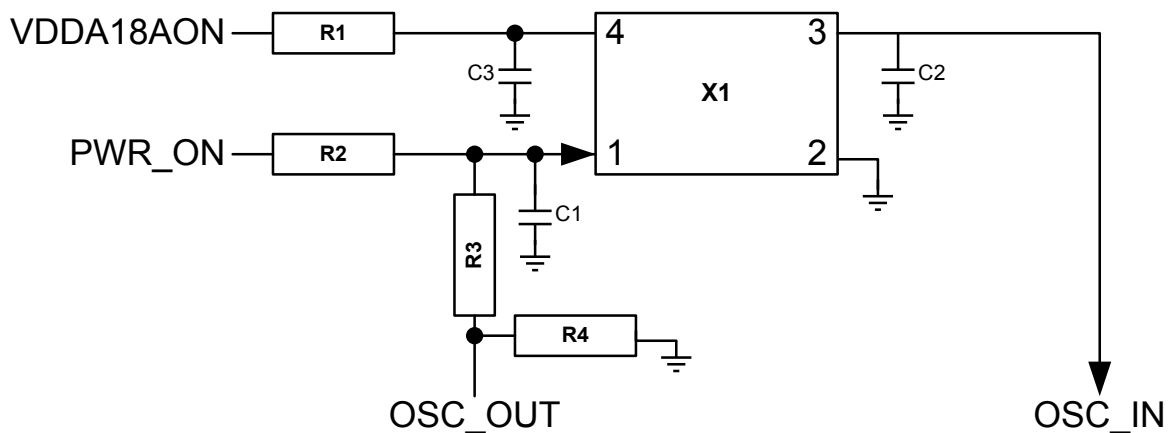 VDDA18AON
R1
4
3
C3
C2
X1
PWR_ON
R2
1
2
C1
R3
R4
OSC_OUT
OSC_IN